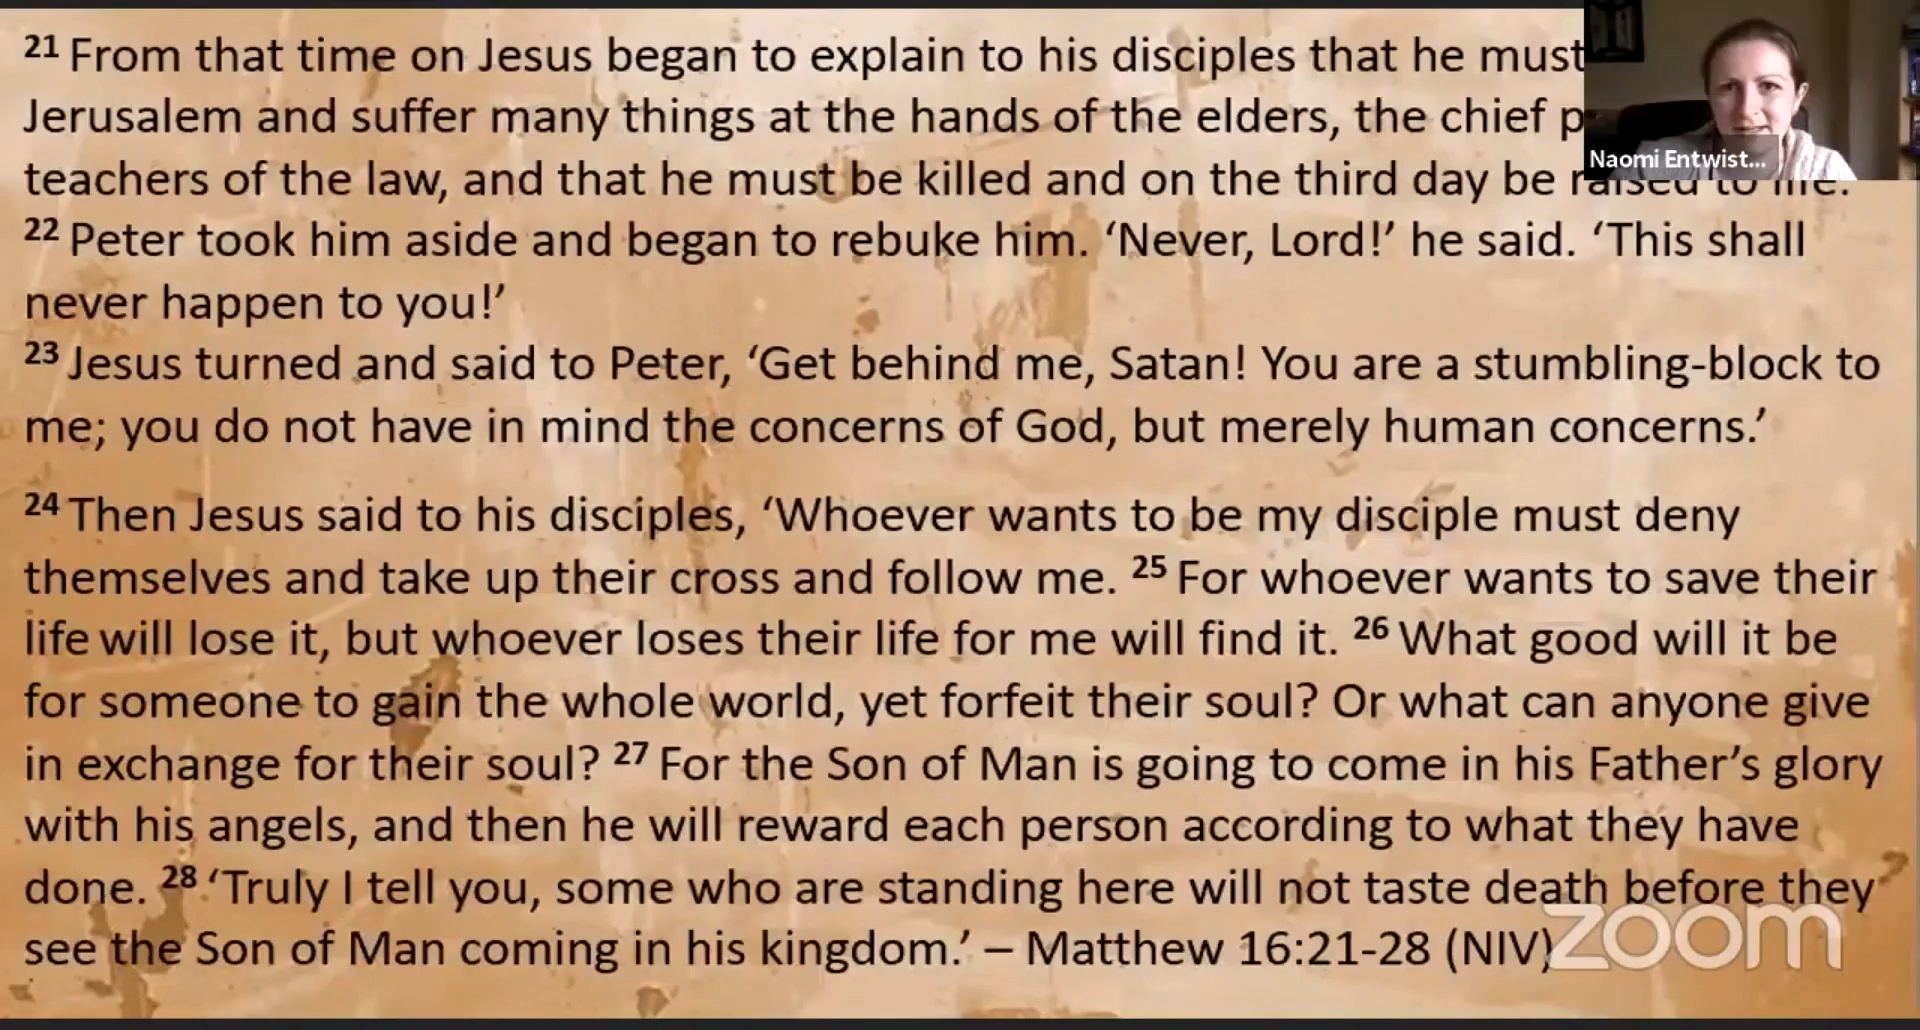 ²¹ From that time on Jesus began to explain to his disciples that he must
Jerusalem and suffer many things at the hands of the elders, the chief
teachers of the law, and that he must be killed and on the third day be raised to life.
²² Peter took him aside and began to rebuke him. ‘Never, Lord!’ he said. ‘This shall
never happen to you!’
²³ Jesus turned and said to Peter, ‘Get behind me, Satan! You are a stumbling-block to
me; you do not have in mind the concerns of God, but merely human concerns.’
²⁴ Then Jesus said to his disciples, ‘Whoever wants to be my disciple must deny
themselves and take up their cross and follow me. ²⁵ For whoever wants to save their
life will lose it, but whoever loses their life for me will find it. ²⁶ What good will it be
for someone to gain the whole world, yet forfeit their soul? Or what can anyone give
in exchange for their soul? ²⁷ For the Son of Man is going to come in his Father’s glory
with his angels, and then he will reward each person according to what they have
done. ²⁸ ‘Truly I tell you, some who are standing here will not taste death before they
see the Son of Man coming in his kingdom.’ – Matthew 16:21-28 (NIV)
Naomi Entwist...
zoom